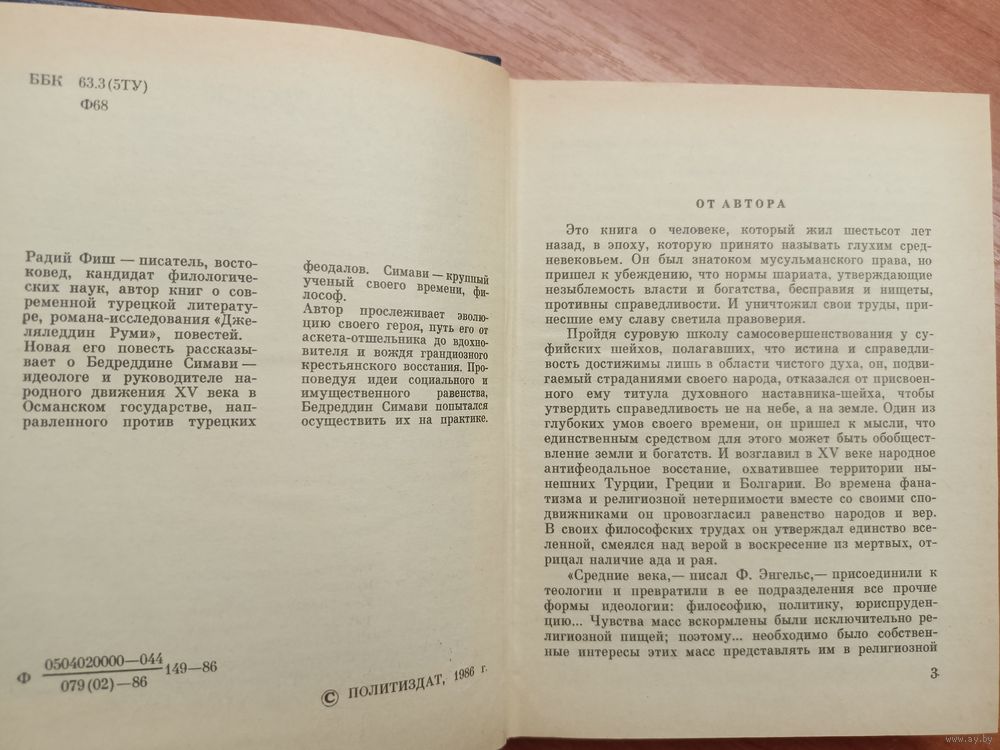 ББК 63.3(5ТУ)
Ф68
Радий Фиш — писатель, восто-
ковед, кандидат филологиче-
ских наук, автор книг о сов-
ременной турецкой литерату-
ре, романа-исследования «Дже-
ляледдин Руми», повестей.
Новая его повесть рассказы-
вает о Бедреддине Симави —
идеологе и руководителе на-
родного движения XV века в
Османском государстве, нап-
равленного против турецких
феодалов. Симави — крупный
ученый своего времени, фи-
лософ.
Автор прослеживает эволю-
цию своего героя, путь его от
аскета-отшельника до вдохно-
вителя и вождя грандиозного
крестьянского восстания. Про-
поведуя идеи социального и
имущественного равенства,
Бедреддин Симави попытался
осуществить их на практике.
Ф 0504020000—044
079(02)—86
149—86
© ПОЛИТИЗДАТ, 1986 г.
ОТ АВТОРА
Это книга о человеке, который жил шестьсот лет
назад, в эпоху, которую принято называть глухим сред-
невековьем. Он был знатоком мусульманского права, но
пришел к убеждению, что нормы шариата, утверждающие
незыблемость власти и богатства, бесправия и нищеты,
противны справедливости. И уничтожил свои труды, при-
несшие ему славу светила правоверия.
Пройдя суровую школу самосовершенствования у су-
фийских шейхов, полагавших, что истина и справедли-
вость достижимы лишь в области чистого духа, он, подви-
гаемый страданиями своего народа, отказался от присвоен-
ного ему титула духовного наставника-шейха, чтобы
утвердить справедливость не на небе, а на земле. Один из
глубоких умов своего времени, он пришел к мысли, что
единственным средством для этого может быть обобщест-
вление земли и богатств. И возглавил в XV веке народное
антифеодальное восстание, охватившее территории ны-
нешних Турции, Греции и Болгарии. Во времена фана-
тизма и религиозной нетерпимости вместе со своими спо-
движниками он провозгласил равенство народов и вер.
В своих философских трудах он утверждал единство все-
ленной, смеялся над верой в воскресение из мертвых, от-
рицал наличие ада и рая.
«Средние века,— писал Ф. Энгельс,— присоединили к
теологии и превратили в ее подразделения все прочие
формы идеологии: философию, политику, юриспруден-
цию... Чувства масс вскормлены были исключительно ре-
лигиозной пищей; поэтому... необходимо было собствен-
ные интересы этих масс представлять им в религиозной
3
www.ay.by